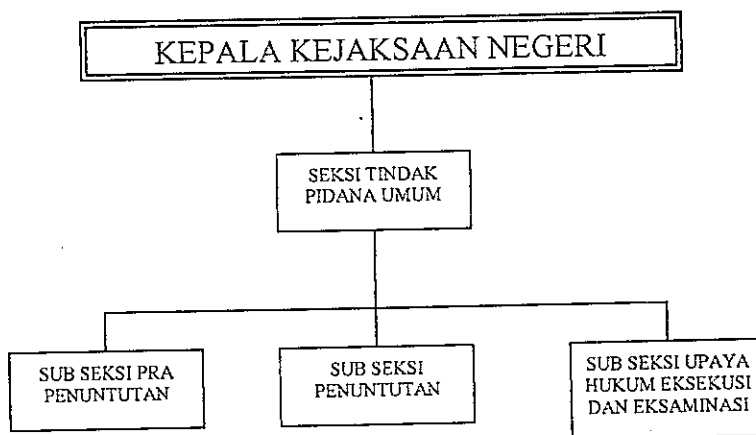 KEPALA KEJAKSAAN NEGERI
SEKSI TINDAK
PIDANA UMUM
SUB SEKSI PRA
PENUNTUTAN
SUB SEKSI
PENUNTUTAN
SUB SEKSI UPAYA
HUKUM EKSEKUSI
DAN EKSAMINASI